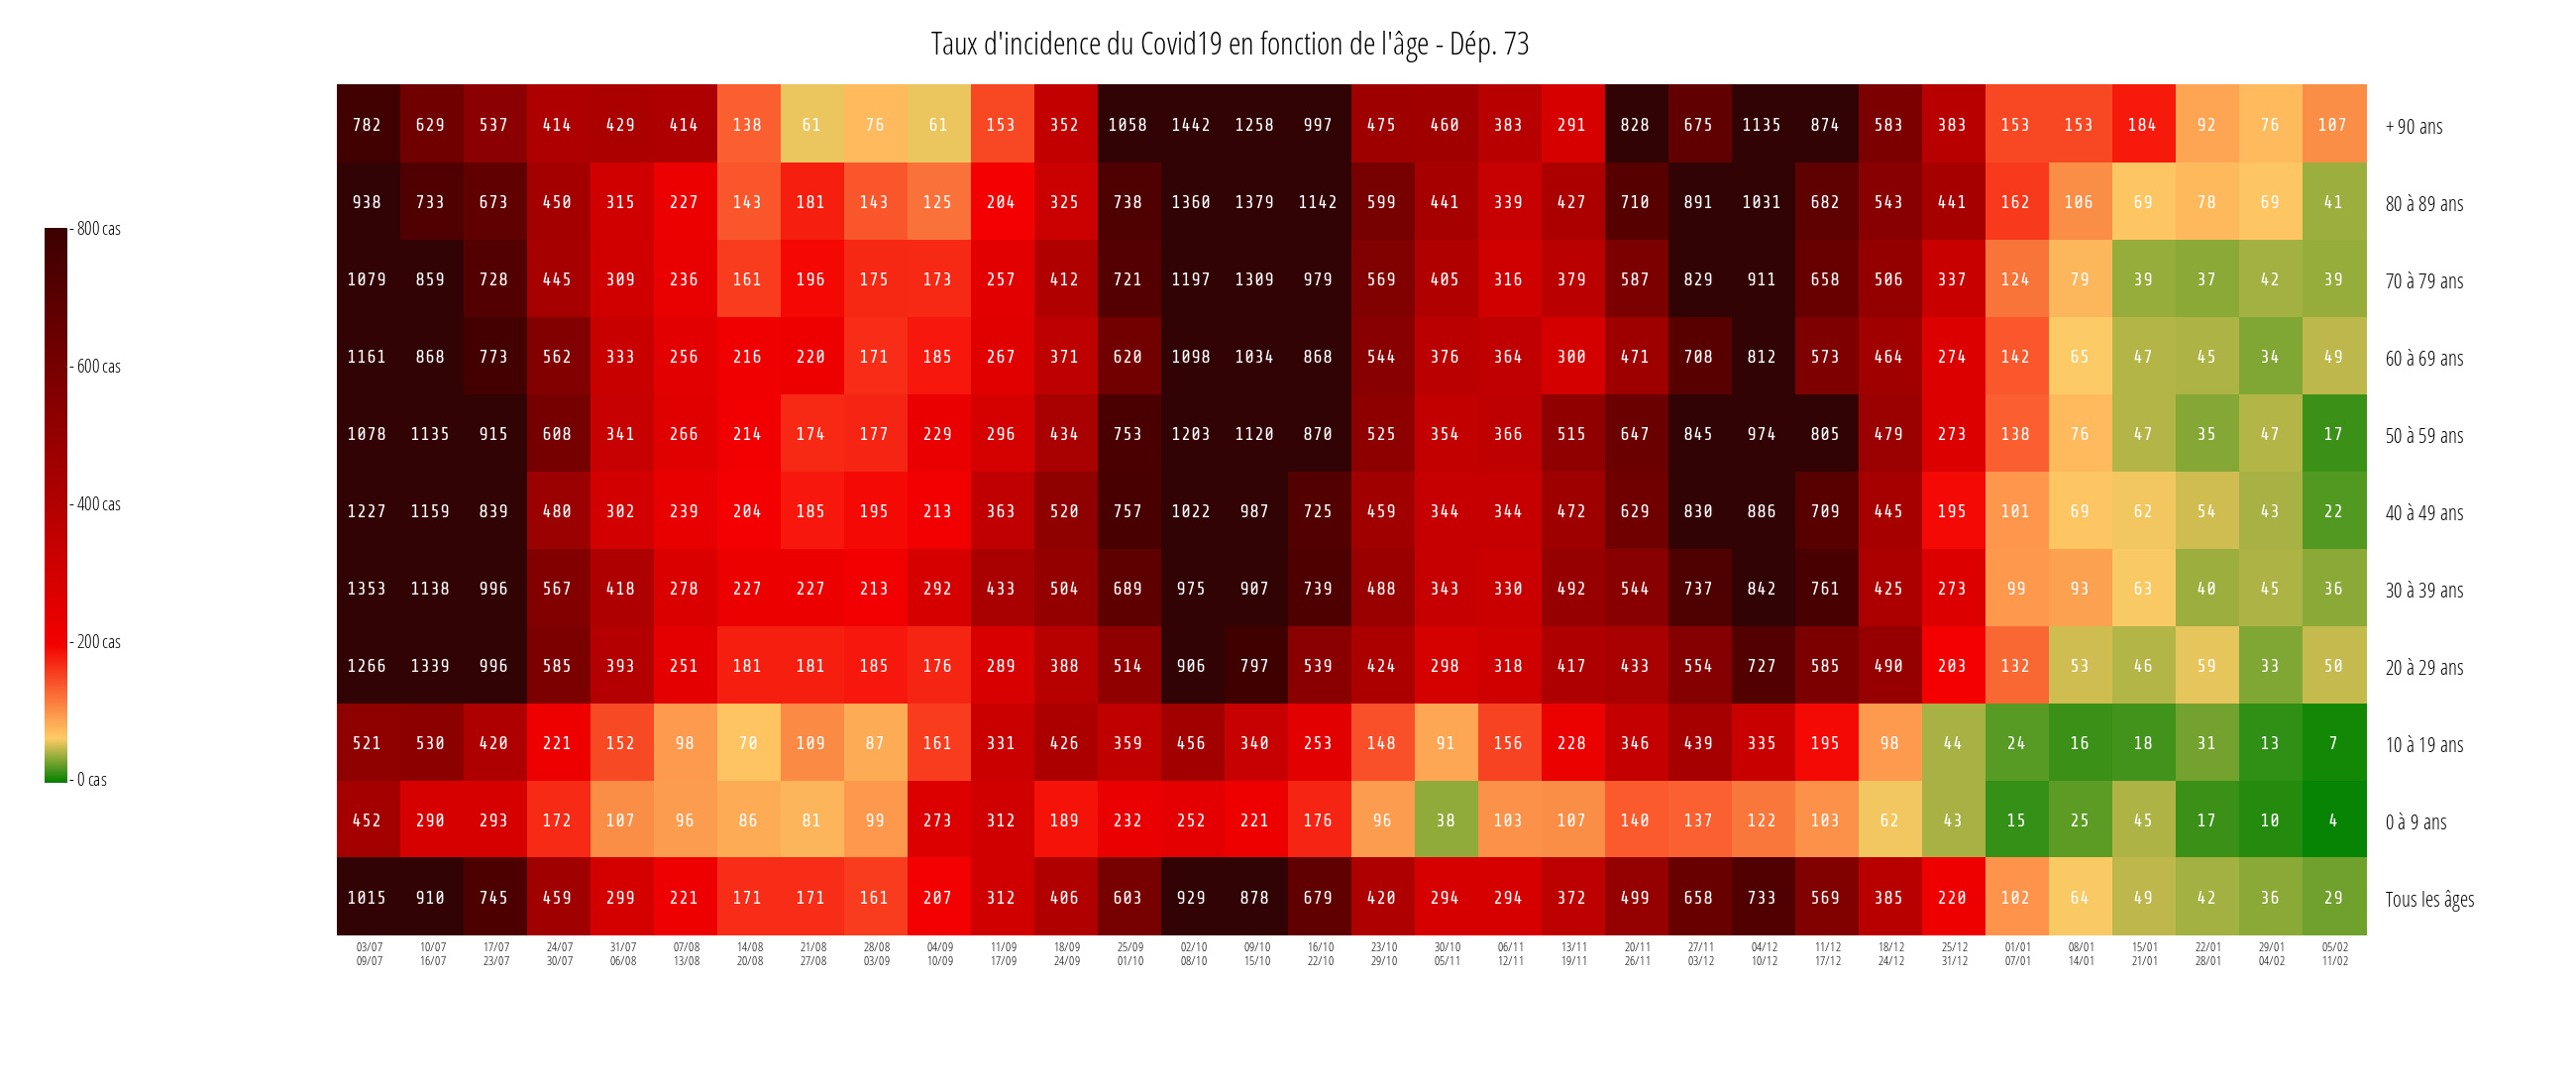 Taux d'incidence du Covid19 en fonction de l'âge - Dép. 73
782 629 537 414 429 414 138 61 76 61 153 352 1058 1442 1258 997 475 460 383 291 828 675 1135 874 583 383 153 153 184 92 76 107 + 90 ans
938 733 673 450 315 227 143 181 143 125 204 325 738 1360 1379 1142 599 441 339 427 710 891 1031 682 543 441 162 106 69 78 69 41 80 à 89 ans
1079 859 728 445 309 236 161 196 175 173 257 412 721 1197 1309 979 569 405 316 379 587 829 911 658 506 337 124 79 39 37 42 39 70 à 79 ans
1161 868 773 562 333 256 216 220 171 185 267 371 620 1098 1034 868 544 376 364 300 471 708 812 573 464 274 142 65 47 45 34 49 60 à 69 ans
1078 1135 915 608 341 266 214 174 177 229 296 434 753 1203 1120 870 525 354 366 515 647 845 974 805 479 273 138 76 47 35 47 17 50 à 59 ans
1227 1159 839 480 302 239 204 185 195 213 363 520 757 1022 987 725 459 344 344 472 629 830 886 709 445 195 101 69 62 54 43 22 40 à 49 ans
1353 1138 996 567 418 278 227 227 213 292 433 504 689 975 907 739 488 343 330 492 544 737 842 761 425 273 99 93 63 40 45 36 30 à 39 ans
1266 1339 996 585 393 251 181 181 185 176 289 388 514 906 797 539 424 298 318 417 433 554 727 585 490 203 132 53 46 59 33 50 20 à 29 ans
521 530 420 221 152 98 70 109 87 161 331 426 359 456 340 253 148 91 156 228 346 439 335 195 98 44 24 16 18 31 13 7 10 à 19 ans
452 290 293 172 107 96 86 81 99 273 312 189 232 252 221 176 96 38 103 107 140 137 122 103 62 43 15 25 45 17 10 4 0 à 9 ans
1015 910 745 459 299 221 171 171 161 207 312 406 603 929 878 679 420 294 294 372 499 658 733 569 385 220 102 64 49 42 36 29 Tous les âges
03/07 10/07 17/07 24/07 31/07 07/08 14/08 21/08 28/08 04/09 11/09 18/09 25/09 02/10 09/10 16/10 23/10 30/10 06/11 13/11 20/11 27/11 04/12 11/12 18/12 25/12 01/01 08/01 15/01 22/01 29/01 05/02
09/07 16/07 23/07 30/07 06/08 13/08 20/08 27/08 03/09 10/09 17/09 24/09 01/10 08/10 15/10 22/10 29/10 05/11 12/11 19/11 26/11 03/12 10/12 17/12 24/12 31/12 07/01 14/01 21/01 28/01 04/02 11/02
- 800 cas
- 600 cas
- 400 cas
- 200 cas
- 0 cas